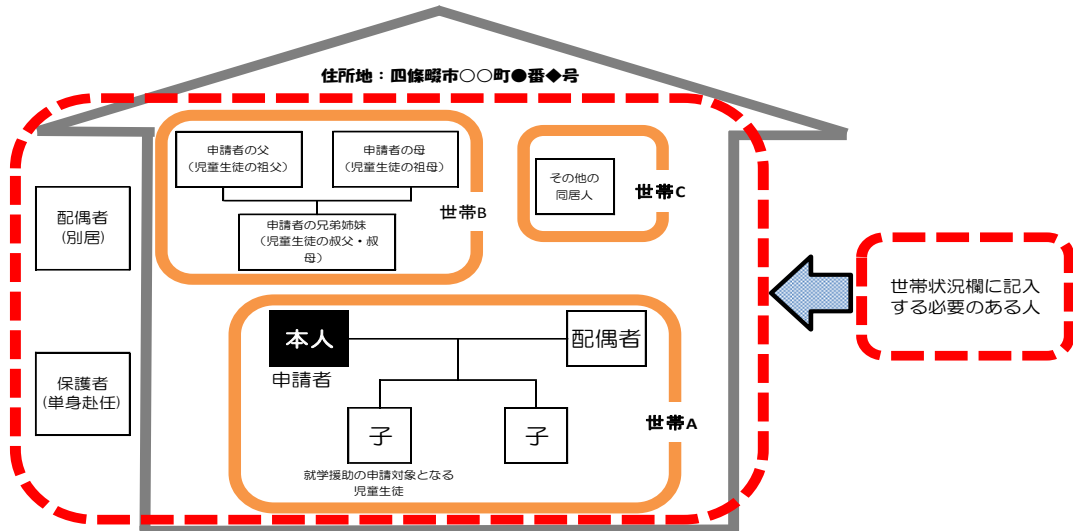 住所地：四條畷市○○町●番◆号
申請者の父
（児童生徒の祖父）
申請者の母
（児童生徒の祖母）
申請者の兄弟姉妹
（児童生徒の叔父・叔
母）
世帯B
その他の
同居人
世帯C
配偶者
(別居)
保護者
(単身赴任)
本人
申請者
配偶者
子
子
就学援助の申請対象となる
児童生徒
世帯A
世帯状況欄に記入
する必要のある人